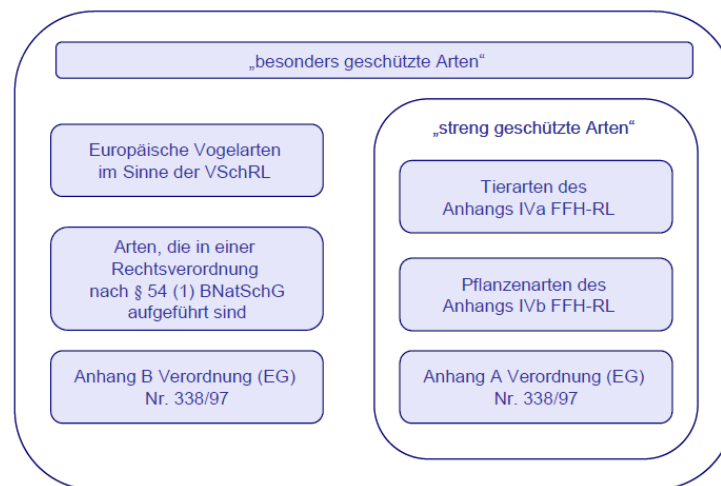 „besonders geschützte Arten“
Europäische Vogelarten
im Sinne der VSchRL
Arten, die in einer
Rechtsverordnung
nach § 54 (1) BNatSchG
aufgeführt sind
Anhang B Verordnung (EG)
Nr. 338/97
„streng geschützte Arten“
Tierarten des
Anhangs IVa FFH-RL
Pflanzenarten des
Anhangs IVb FFH-RL
Anhang A Verordnung (EG)
Nr. 338/97